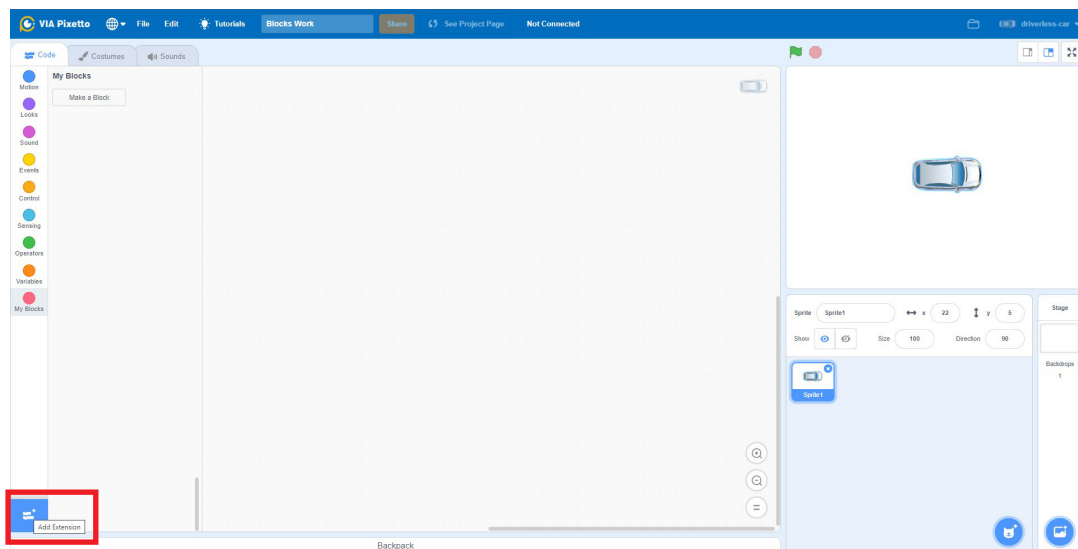 VIA Pixetto File Edit Tutorials Blocks Work Share See Project Page Not Connected driverless-car
Code Costumes Sounds
Motion
Looks
Sound
Events
Control
Sensing
Operators
Variables
My Blocks
My Blocks
Make a Block
Add Extension
Backpack
Sprite Sprite1 x 22 y 5
Show Size 100 Direction 90
Sprite1
Stage
Backdrops
1